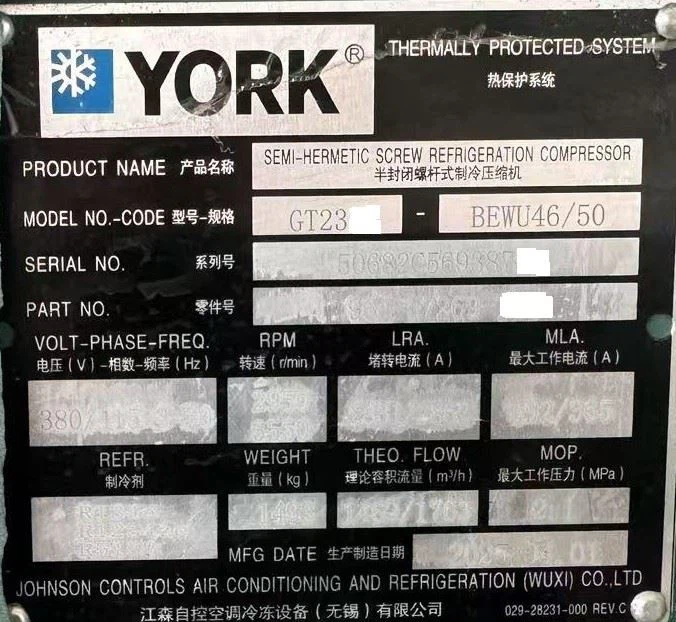 YORK®
THERMALLY PROTECTED SYSTEM
热保护系统
PRODUCT NAME 产品名称
SEMI-HERMETIC SCREW REFRIGERATION COMPRESSOR
半封闭螺杆式制冷压缩机
MODEL NO.-CODE 型号-规格 GT23 - BEWU46/50
SERIAL NO. 系列号
PART NO. 零件号
VOLT-PHASE-FREQ. RPM LRA. MLA.
电压(V)-相数-频率(Hz) 转速(r/min) 堵转电流(A) 最大工作电流(A)
380/
REFR. WEIGHT THEO. FLOW MOP.
制冷剂 重量(kg) 理论容积流量(m³/h) 最大工作压力(MPa)
MFG DATE 生产制造日期
JOHNSON CONTROLS AIR CONDITIONING AND REFRIGERATION (WUXI) CO.,LTD
江森自控空调冷冻设备(无锡)有限公司 029-28231-000 REV.C